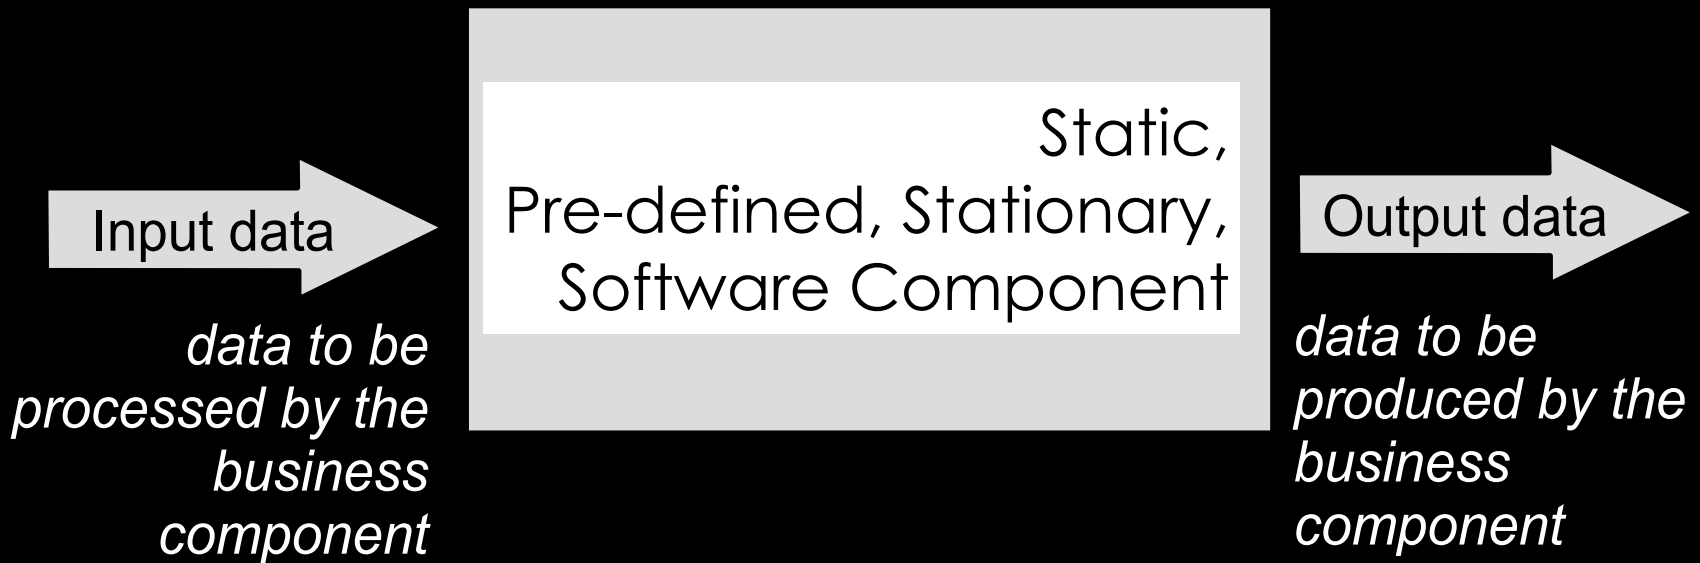 Input data
data to be
processed by the
business
component
Static,
Pre-defined, Stationary,
Software Component
Output data
data to be
produced by the
business
component